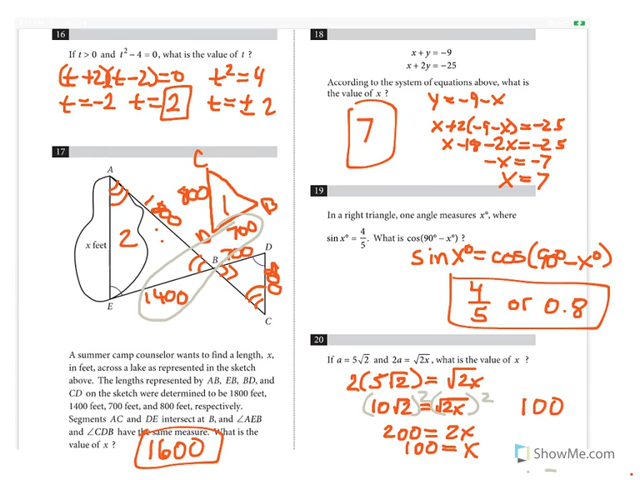 16
If t > 0 and t² − 4 = 0, what is the value of t ?
(t+2)(t-2)=0 t²=4
t=-2 t=2 t=±2
17
A
C
800
1
B
D
700
1800
2
x feet
700
D
B
800
1400
E
C
A summer camp counselor wants to find a length, x,
in feet, across a lake as represented in the sketch
above. The lengths represented by AB, EB, BD, and
CD on the sketch were determined to be 1800 feet,
1400 feet, 700 feet, and 800 feet, respectively.
Segments AC and DE intersect at B, and ∠AEB
and ∠CDB have the same measure. What is the
value of x ?
1600
18
x + y = −9
x + 2y = −25
According to the system of equations above, what is
the value of x ?
y=-9-x
7
x+2(-9-x)=-25
x-18-2x=-25
-x=-7
x=7
19
In a right triangle, one angle measures x°, where
sin x° = 4/5. What is cos(90° − x°) ?
sin x°=cos(90°-x°)
4/5 or 0.8
20
If a = 5√2 and 2a = √2x, what is the value of x ?
2(5√2)=√2x
(10√2)²=(√2x)² 100
200=2x
100=x
ShowMe.com